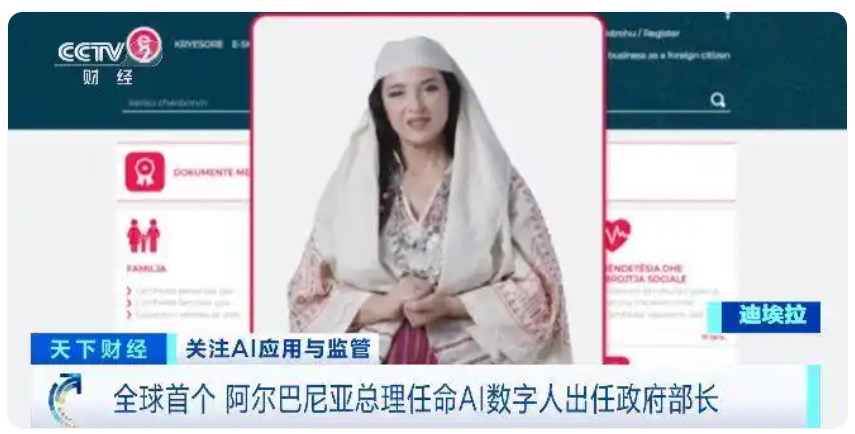 CCTV 2
财经
KRYESORE
Register
business as a foreign citizen
DOKUMENTE
FAMILJA
SHËNDETËSIA DHE
MBROJTJA SOCIALE
迪埃拉
天下财经 关注AI应用与监管
全球首个 阿尔巴尼亚总理任命AI数字人出任政府部长